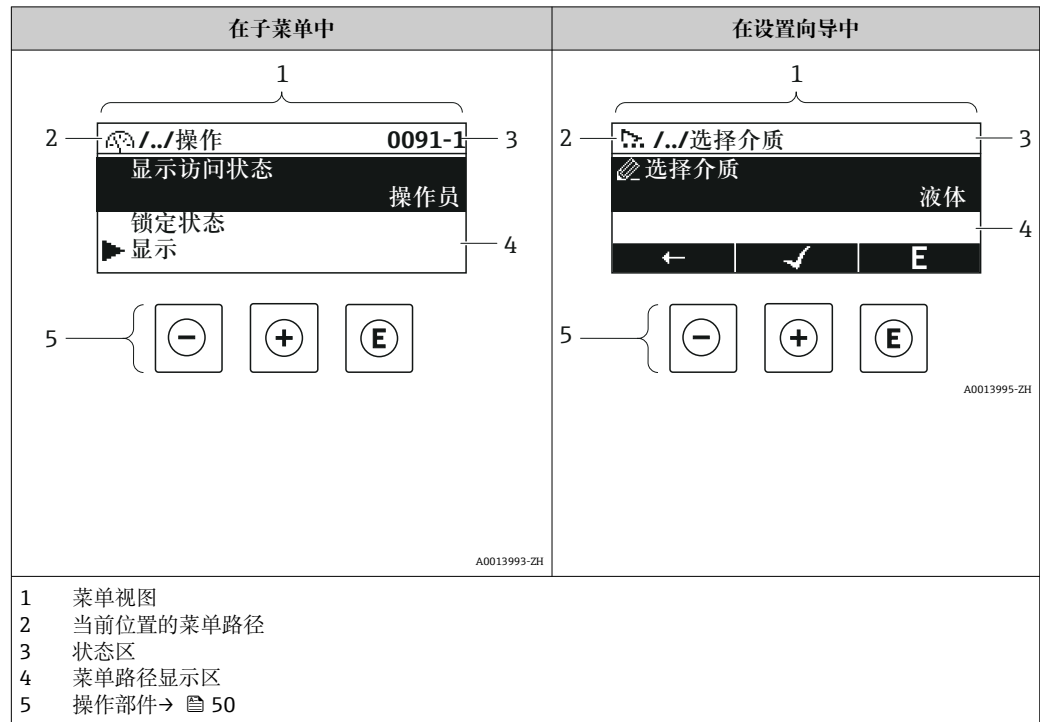 在子菜单中
1
2
/../操作 0091-1
3
显示访问状态
操作员
锁定状态
显示
4
5
- + E
A0013993-ZH
在设置向导中
1
2
/../选择介质
3
选择介质
液体
4
← ✓ E
5
- + E
A0013995-ZH
1 菜单视图
2 当前位置的菜单路径
3 状态区
4 菜单路径显示区
5 操作部件→ 50